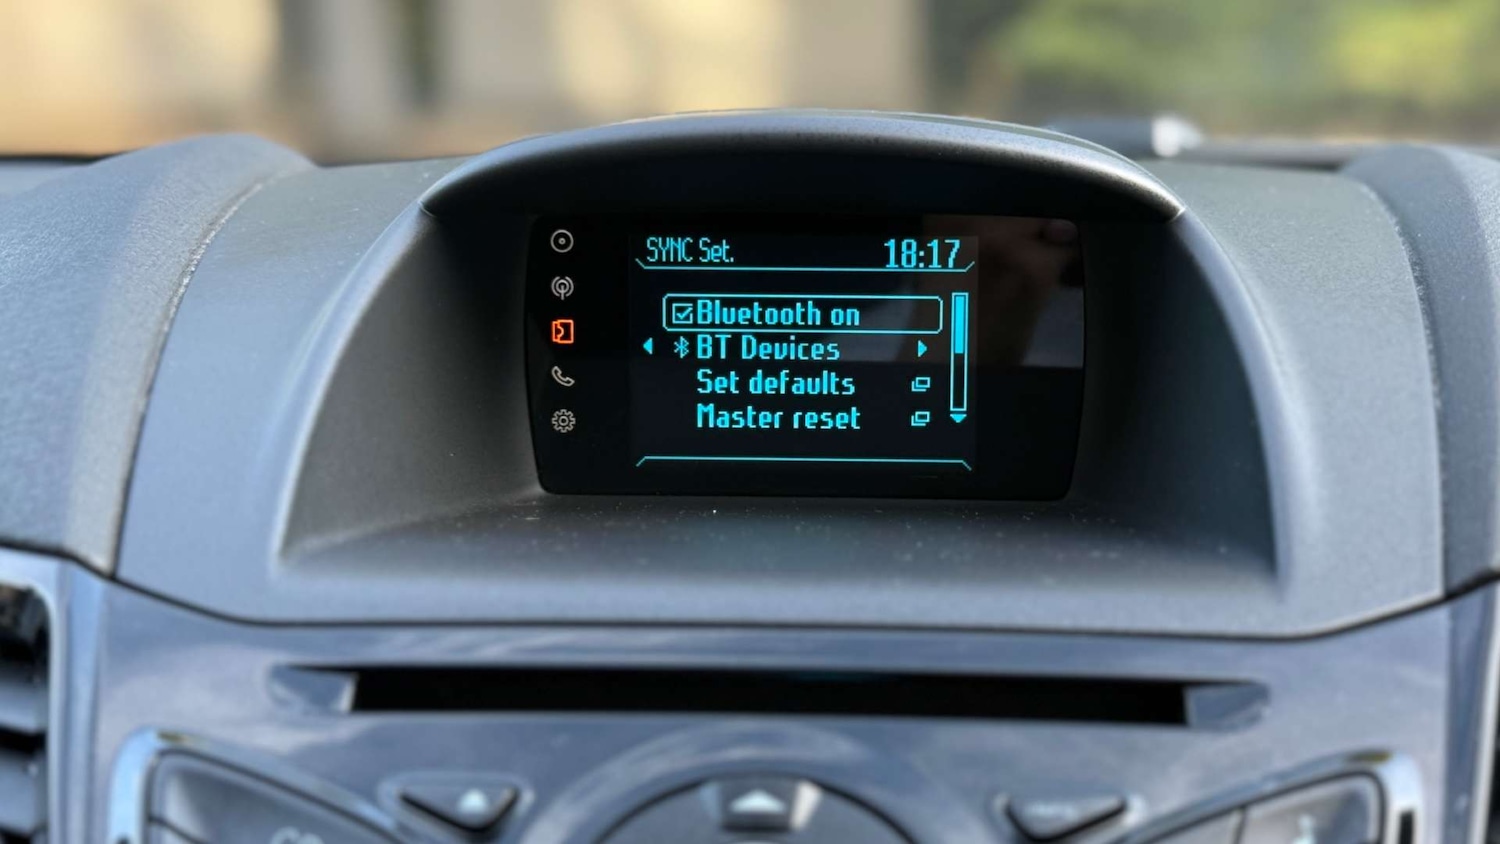 SYNC Set. 18:17
Bluetooth on
BT Devices
Set defaults
Master reset